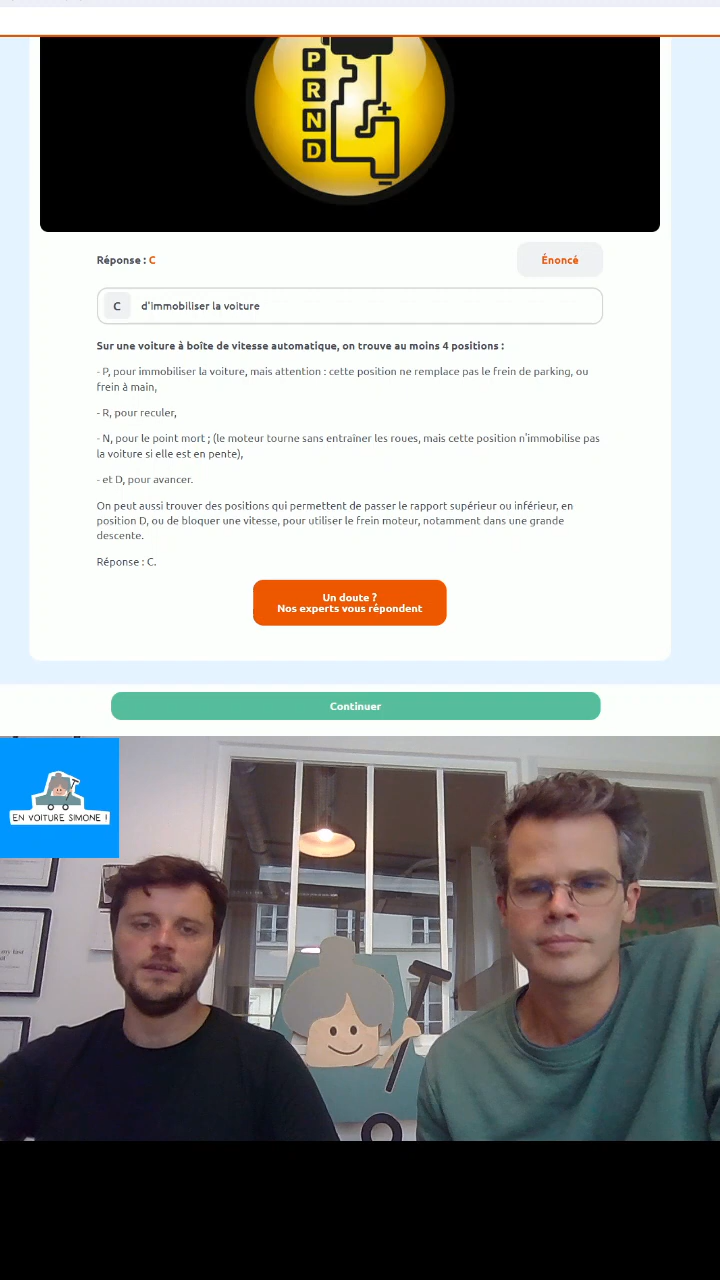 P
R
N
D
+
-
Réponse : C
Énoncé
C d'immobiliser la voiture
Sur une voiture à boîte de vitesse automatique, on trouve au moins 4 positions :
- P, pour immobiliser la voiture, mais attention : cette position ne remplace pas le frein de parking, ou
frein à main,
- R, pour reculer,
- N, pour le point mort ; (le moteur tourne sans entraîner les roues, mais cette position n'immobilise pas
la voiture si elle est en pente),
- et D, pour avancer.
On peut aussi trouver des positions qui permettent de passer le rapport supérieur ou inférieur, en
position D, ou de bloquer une vitesse, pour utiliser le frein moteur, notamment dans une grande
descente.
Réponse : C.
Un doute ?
Nos experts vous répondent
Continuer
EN VOITURE SIMONE !